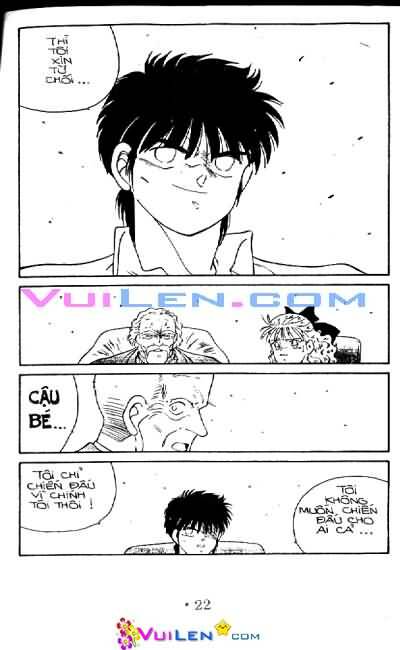 THÌ
TÔI
XIN
TỪ
CHỐI...
VUILEN.COM
CẬU
BÉ...
TÔI
KHÔNG
MUỐN CHIẾN
ĐẤU CHO
AI CẢ...
TÔI CHỈ
CHIẾN ĐẤU
VÌ CHÍNH
TÔI THÔI !
• 22
VUILEN.COM